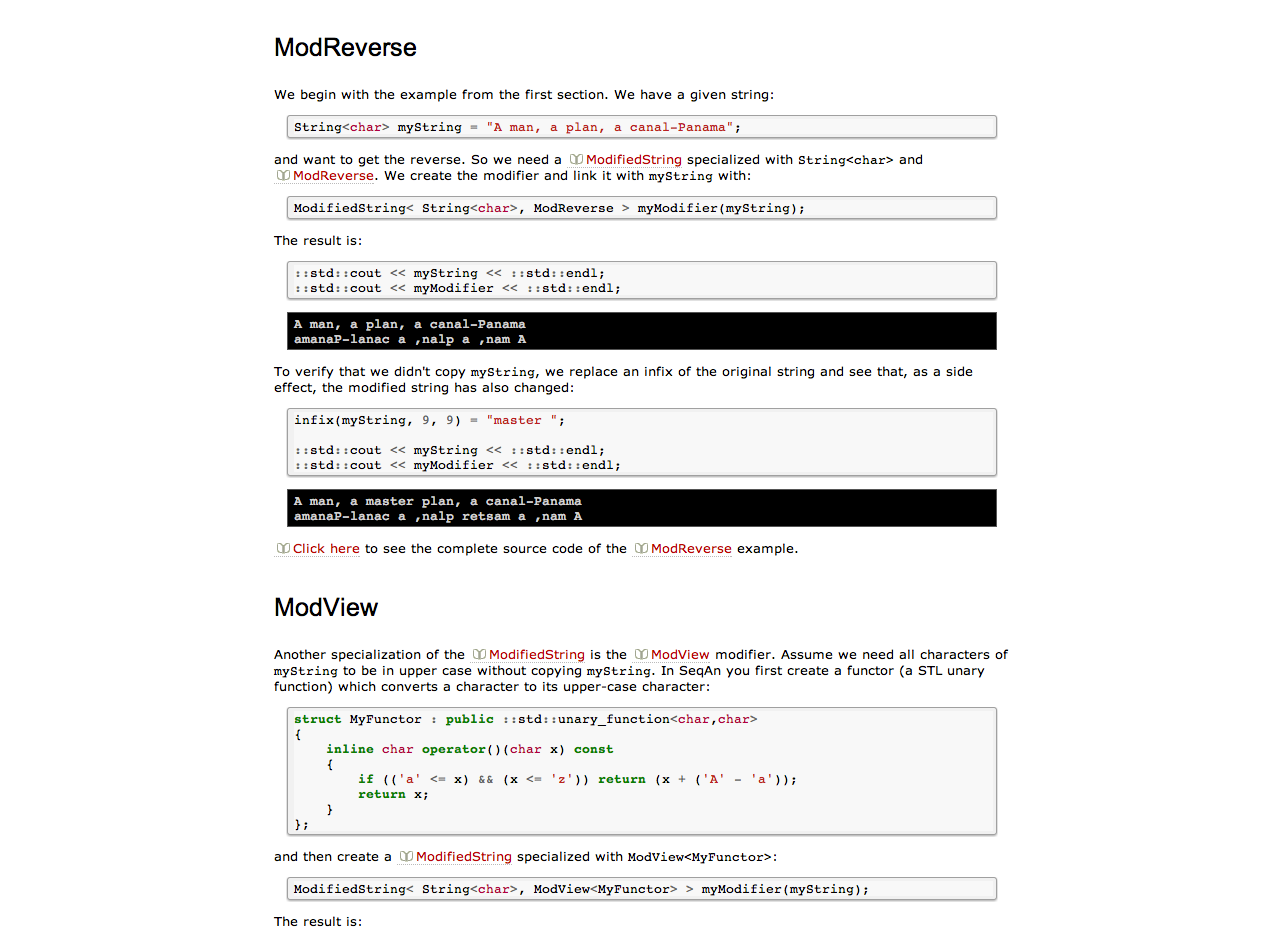 ModReverse
We begin with the example from the first section. We have a given string:
String<char> myString = "A man, a plan, a canal-Panama";
and want to get the reverse. So we need a ModifiedString specialized with String<char> and
ModReverse. We create the modifier and link it with myString with:
ModifiedString< String<char>, ModReverse > myModifier(myString);
The result is:
::std::cout << myString << ::std::endl;
::std::cout << myModifier << ::std::endl;
A man, a plan, a canal-Panama
amanaP-lanac a ,nalp a ,nam A
To verify that we didn't copy myString, we replace an infix of the original string and see that, as a side
effect, the modified string has also changed:
infix(myString, 9, 9) = "master ";
::std::cout << myString << ::std::endl;
::std::cout << myModifier << ::std::endl;
A man, a master plan, a canal-Panama
amanaP-lanac a ,nalp retsam a ,nam A
Click here to see the complete source code of the ModReverse example.
ModView
Another specialization of the ModifiedString is the ModView modifier. Assume we need all characters of
myString to be in upper case without copying myString. In SeqAn you first create a functor (a STL unary
function) which converts a character to its upper-case character:
struct MyFunctor : public ::std::unary_function<char,char>
{
    inline char operator()(char x) const
    {
        if (('a' <= x) && (x <= 'z')) return (x + ('A' - 'a'));
        return x;
    }
};
and then create a ModifiedString specialized with ModView<MyFunctor>:
ModifiedString< String<char>, ModView<MyFunctor> > myModifier(myString);
The result is: